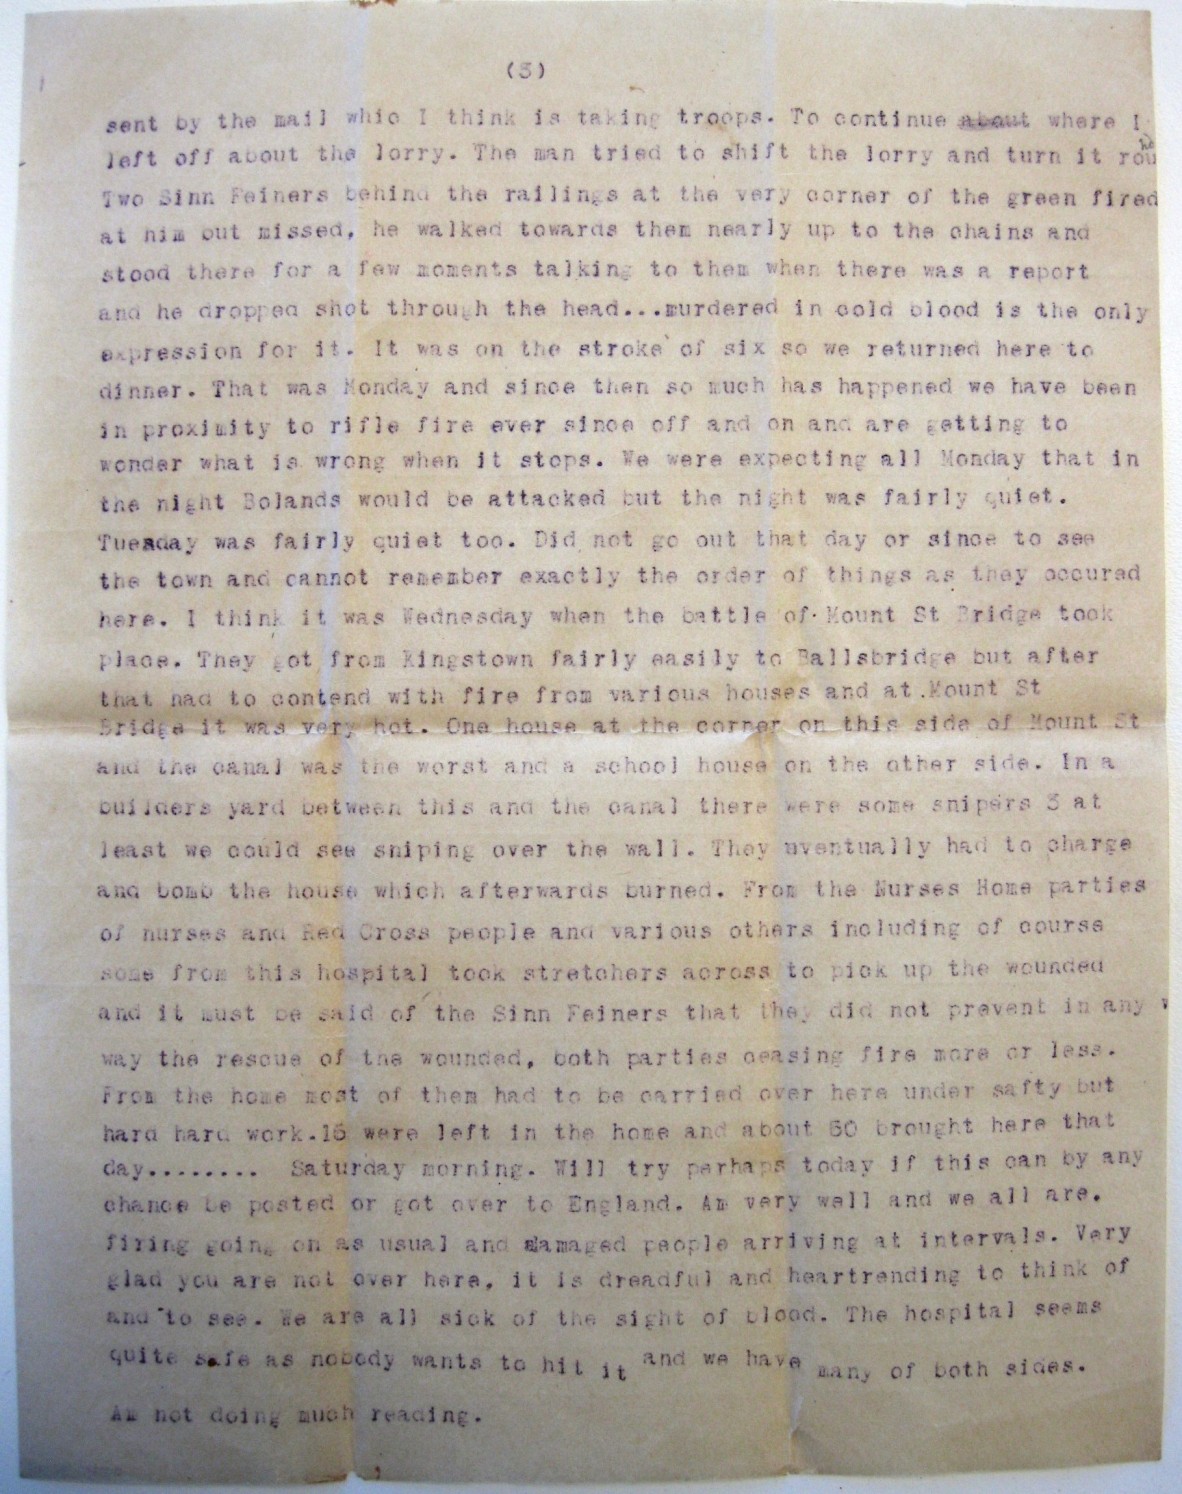 (3)
sent by the mail whic I think is taking troops. To continue about where I
left off about the lorry. The man tried to shift the lorry and turn it rou
Two Sinn Feiners behind the railings at the very corner of the green fired
at him but missed, he walked towards them nearly up to the chains and
stood there for a few moments talking to them when there was a report
and he dropped shot through the head...murdered in cold blood is the only
expression for it. It was on the stroke of six so we returned here to
dinner. That was Monday and since then so much has happened we have been
in proximity to rifle fire ever since off and on and are getting to
wonder what is wrong when it stops. We were expecting all Monday that in
the night Bolands would be attacked but the night was fairly quiet.
Tuesday was fairly quiet too. Did not go out that day or since to see
the town and cannot remember exactly the order of things as they occured
here. I think it was Wednesday when the battle of Mount St Bridge took
place. They got from Kingstown fairly easily to Ballsbridge but after
that had to contend with fire from various houses and at .Mount St
Bridge it was very hot. One house at the corner on this side of Mount St
and the canal was the worst and a school house on the other side. In a
builders yard between this and the canal there were some snipers 3 at
least we could see sniping over the wall. They eventually had to charge
and bomb the house which afterwards burned. From the Nurses Home parties
of nurses and Red Cross people and various others including of course
some from this hospital took stretchers across to pick up the wounded
and it must be said of the Sinn Feiners that they did not prevent in any w
way the rescue of the wounded, both parties ceasing fire more or less.
From the home most of them had to be carried over here under safty but
hard hard work.15 were left in the home and about 60 brought here that
day........ Saturday morning. Will try perhaps today if this can by any
chance be posted or got over to England. Am very well and we all are.
firing going on as usual and damaged people arriving at intervals. Very
glad you are not over here, it is dreadful and heartrending to think of
and to see. We are all sick of the sight of blood. The hospital seems
quite safe as nobody wants to hit it and we have many of both sides.
Am not doing much reading.